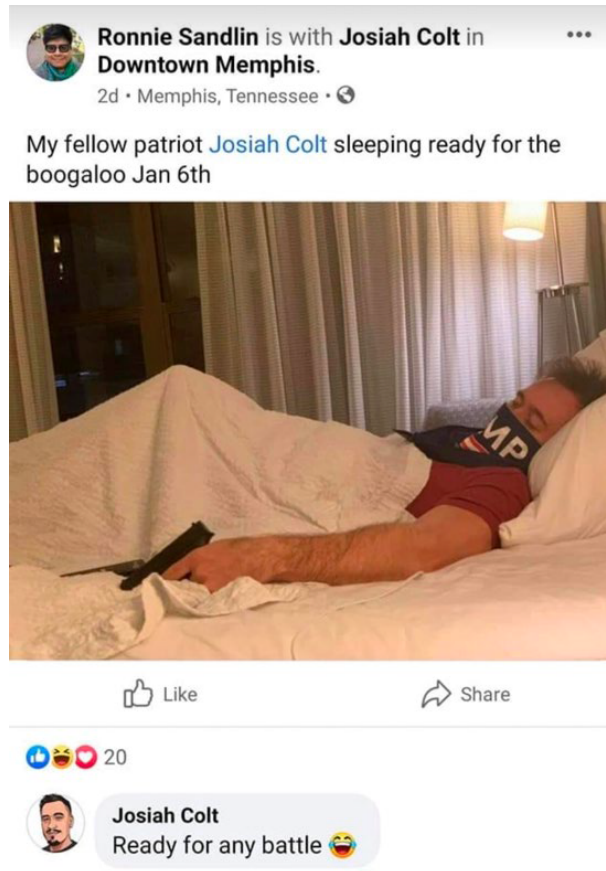 Ronnie Sandlin is with Josiah Colt in
Downtown Memphis.
2d • Memphis, Tennessee •
My fellow patriot Josiah Colt sleeping ready for the
boogaloo Jan 6th
MP
Like Share
20
Josiah Colt
Ready for any battle 😂